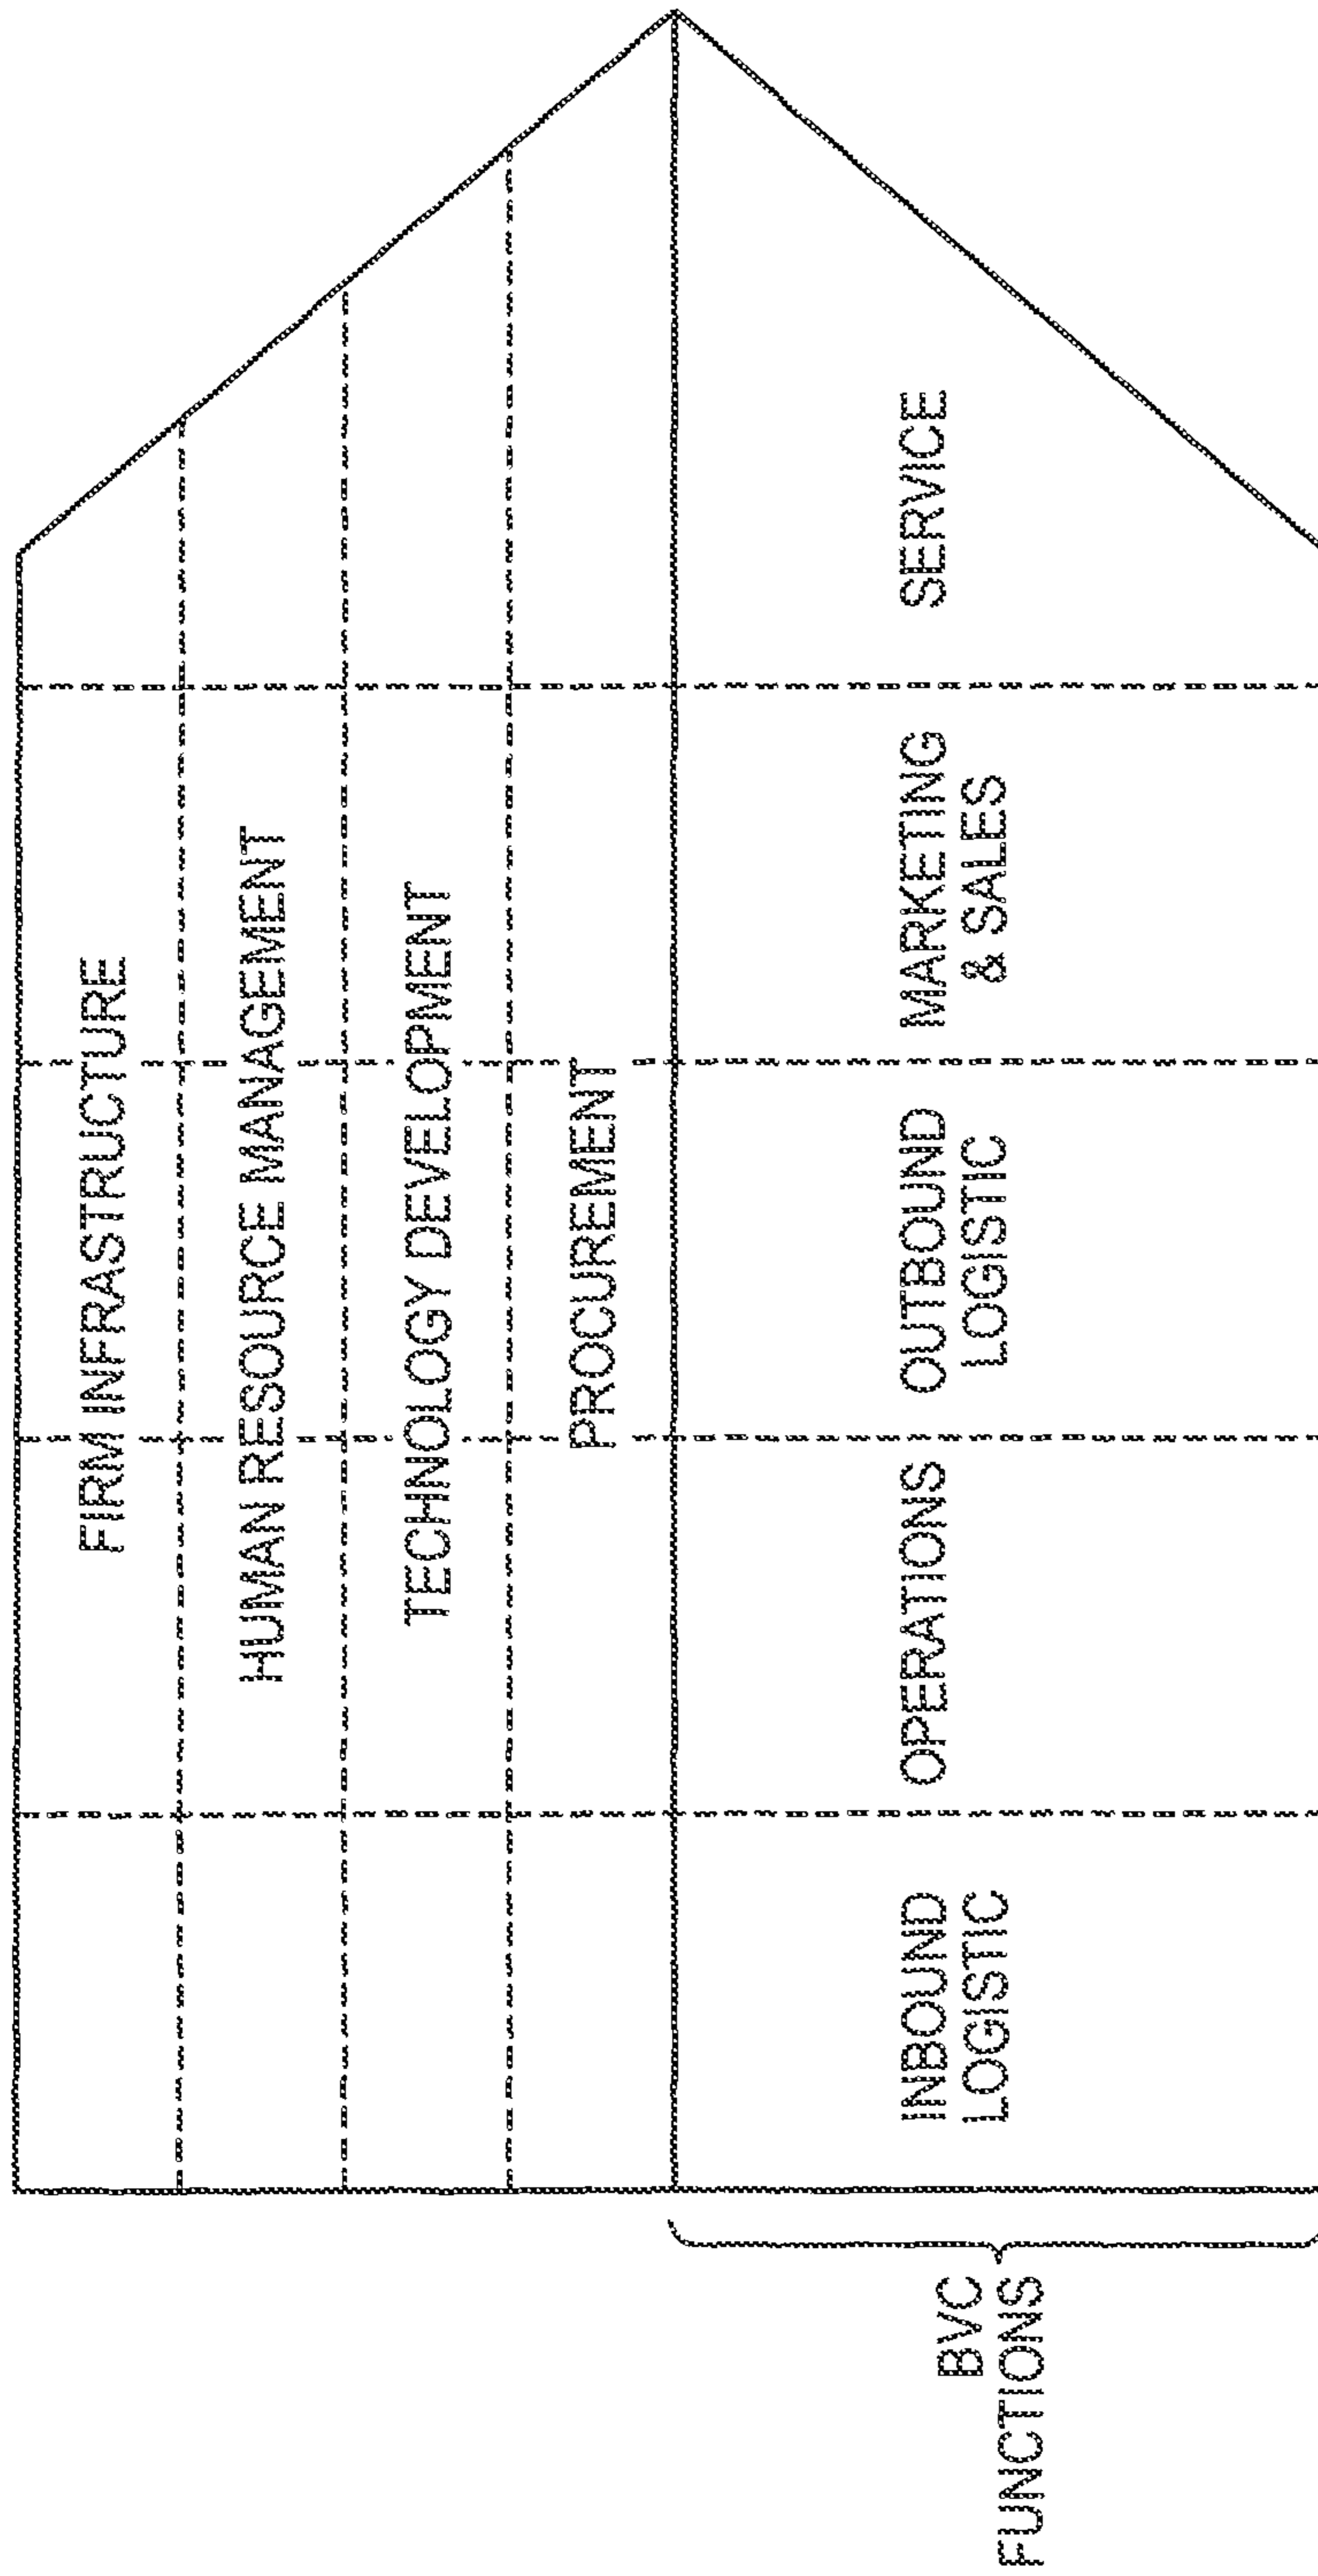 FIRM INFRASTRUCTURE
HUMAN RESOURCE MANAGEMENT
TECHNOLOGY DEVELOPMENT
PROCUREMENT
BVC
FUNCTIONS
INBOUND
LOGISTIC
OPERATIONS
OUTBOUND
LOGISTIC
MARKETING
& SALES
SERVICE